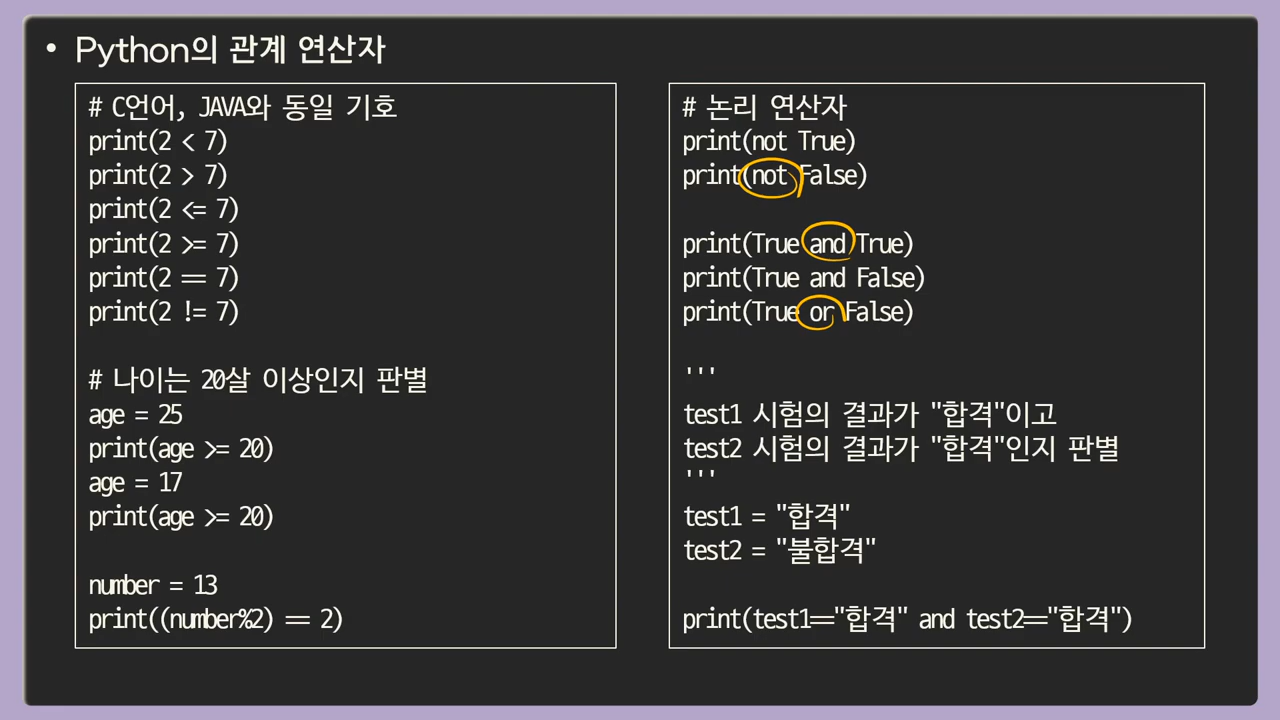 • Python의 관계 연산자
# C언어, JAVA와 동일 기호
print(2 < 7)
print(2 > 7)
print(2 <= 7)
print(2 >= 7)
print(2 == 7)
print(2 != 7)
# 나이는 20살 이상인지 판별
age = 25
print(age >= 20)
age = 17
print(age >= 20)
number = 13
print((number%2) == 2)
# 논리 연산자
print(not True)
print(not False)
print(True and True)
print(True and False)
print(True or False)
'''
test1 시험의 결과가 "합격"이고
test2 시험의 결과가 "합격"인지 판별
'''
test1 = "합격"
test2 = "불합격"
print(test1=="합격" and test2=="합격")